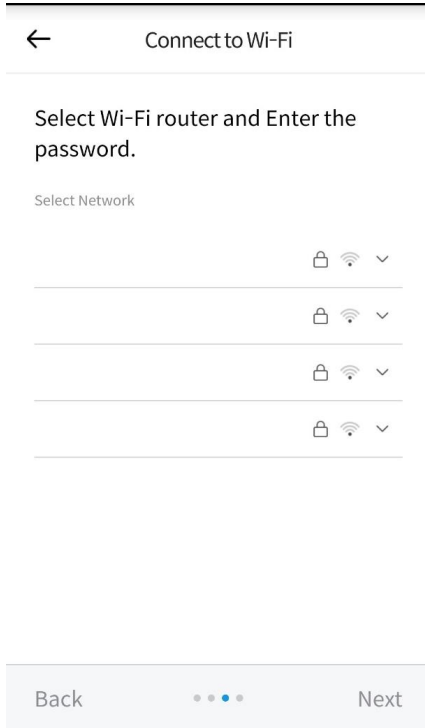 Connect to Wi-Fi
Select Wi-Fi router and Enter the
password.
Select Network
Back
Next